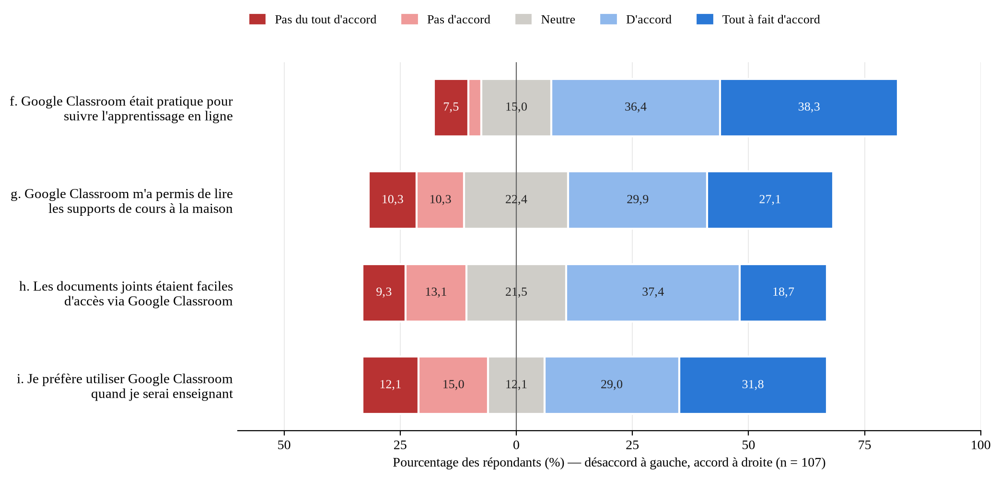 Pas du tout d'accord Pas d'accord Neutre D'accord Tout à fait d'accord
f. Google Classroom était pratique pour
suivre l'apprentissage en ligne
7,5 15,0 36,4 38,3
g. Google Classroom m'a permis de lire
les supports de cours à la maison
10,3 10,3 22,4 29,9 27,1
h. Les documents joints étaient faciles
d'accès via Google Classroom
9,3 13,1 21,5 37,4 18,7
i. Je préfère utiliser Google Classroom
quand je serai enseignant
12,1 15,0 12,1 29,0 31,8
50 25 0 25 50 75 100
Pourcentage des répondants (%) — désaccord à gauche, accord à droite (n = 107)